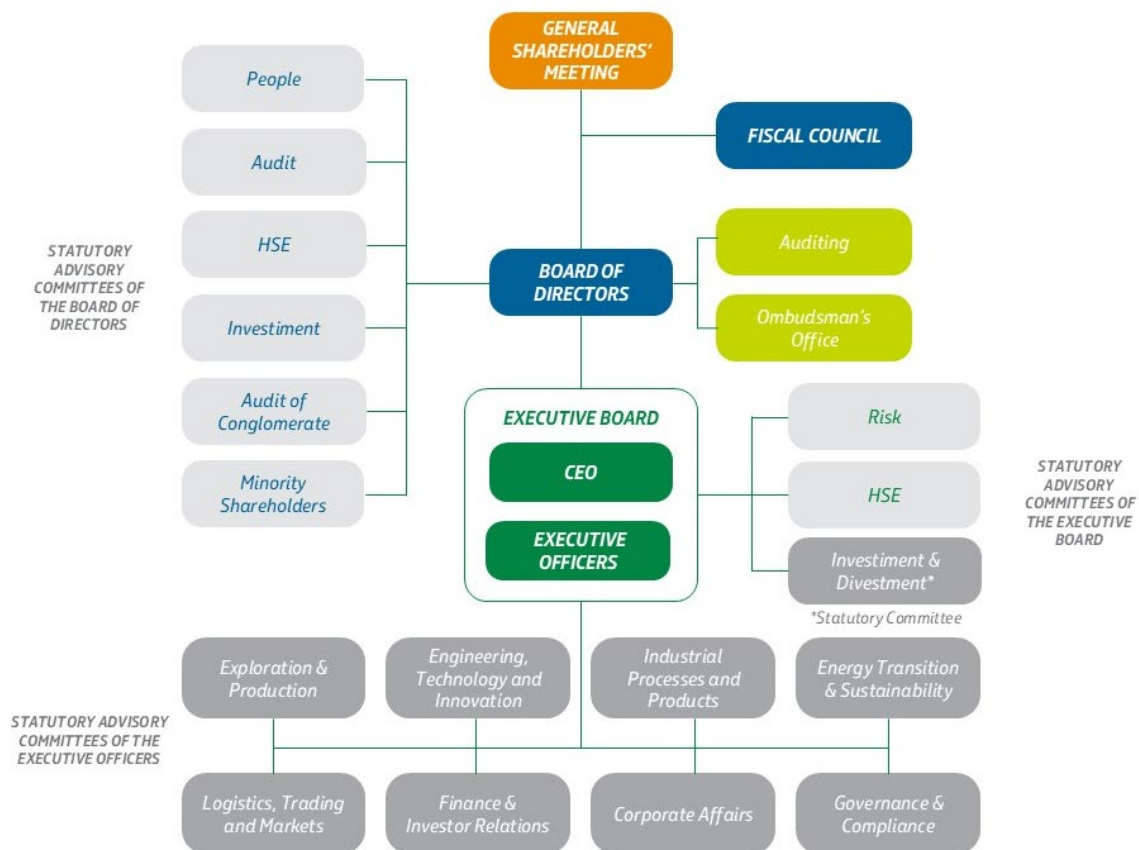 GENERAL
SHAREHOLDERS'
MEETING
FISCAL COUNCIL
People
Audit
HSE
Investiment
Audit of
Conglomerate
Minority
Shareholders
STATUTORY
ADVISORY
COMMITTEES OF
THE BOARD OF
DIRECTORS
BOARD OF
DIRECTORS
Auditing
Ombudsman's
Office
EXECUTIVE BOARD
CEO
EXECUTIVE
OFFICERS
Risk
HSE
Investiment &
Divestment*
*Statutory Committee
STATUTORY
ADVISORY
COMMITTEES OF
THE EXECUTIVE
BOARD
STATUTORY ADVISORY
COMMITTEES OF THE
EXECUTIVE OFFICERS
Exploration &
Production
Engineering,
Technology and
Innovation
Industrial
Processes and
Products
Energy Transition
& Sustainability
Logistics, Trading
and Markets
Finance &
Investor Relations
Corporate Affairs
Governance &
Compliance